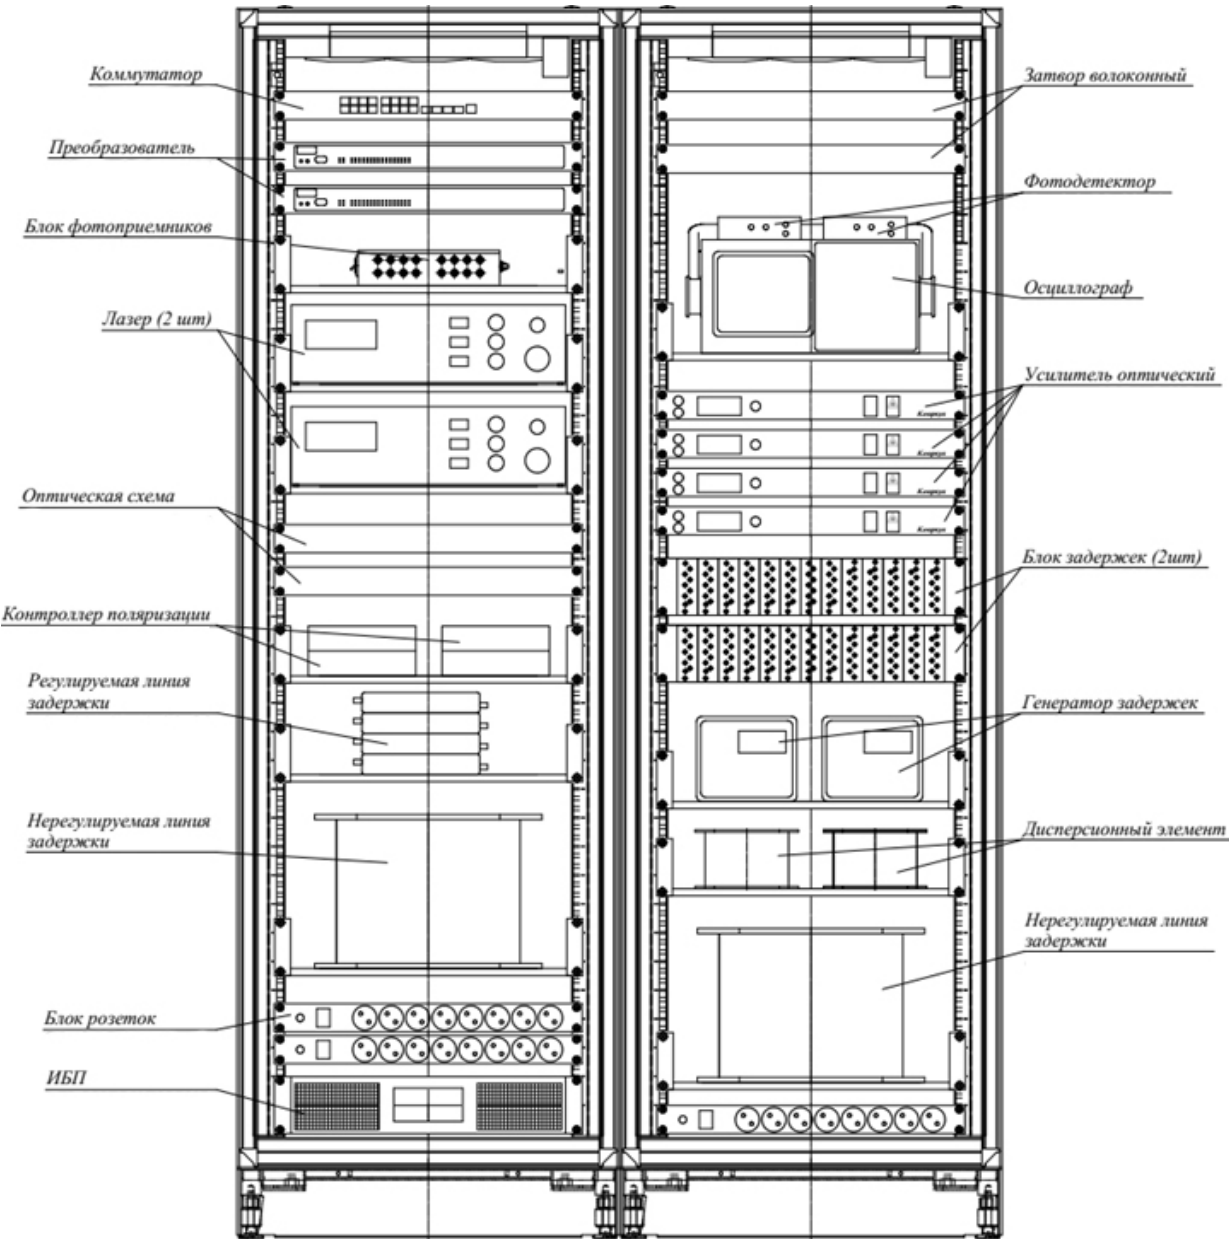 Коммутатор
Преобразователь
Блок фотоприемников
Лазер (2 шт)
Оптическая схема
Контроллер поляризации
Регулируемая линия
задержки
Нерегулируемая линия
задержки
Блок розеток
ИБП
Затвор волоконный
Фотодетектор
Осциллограф
Усилитель оптический
Блок задержек (2шт)
Генератор задержек
Дисперсионный элемент
Нерегулируемая линия
задержки